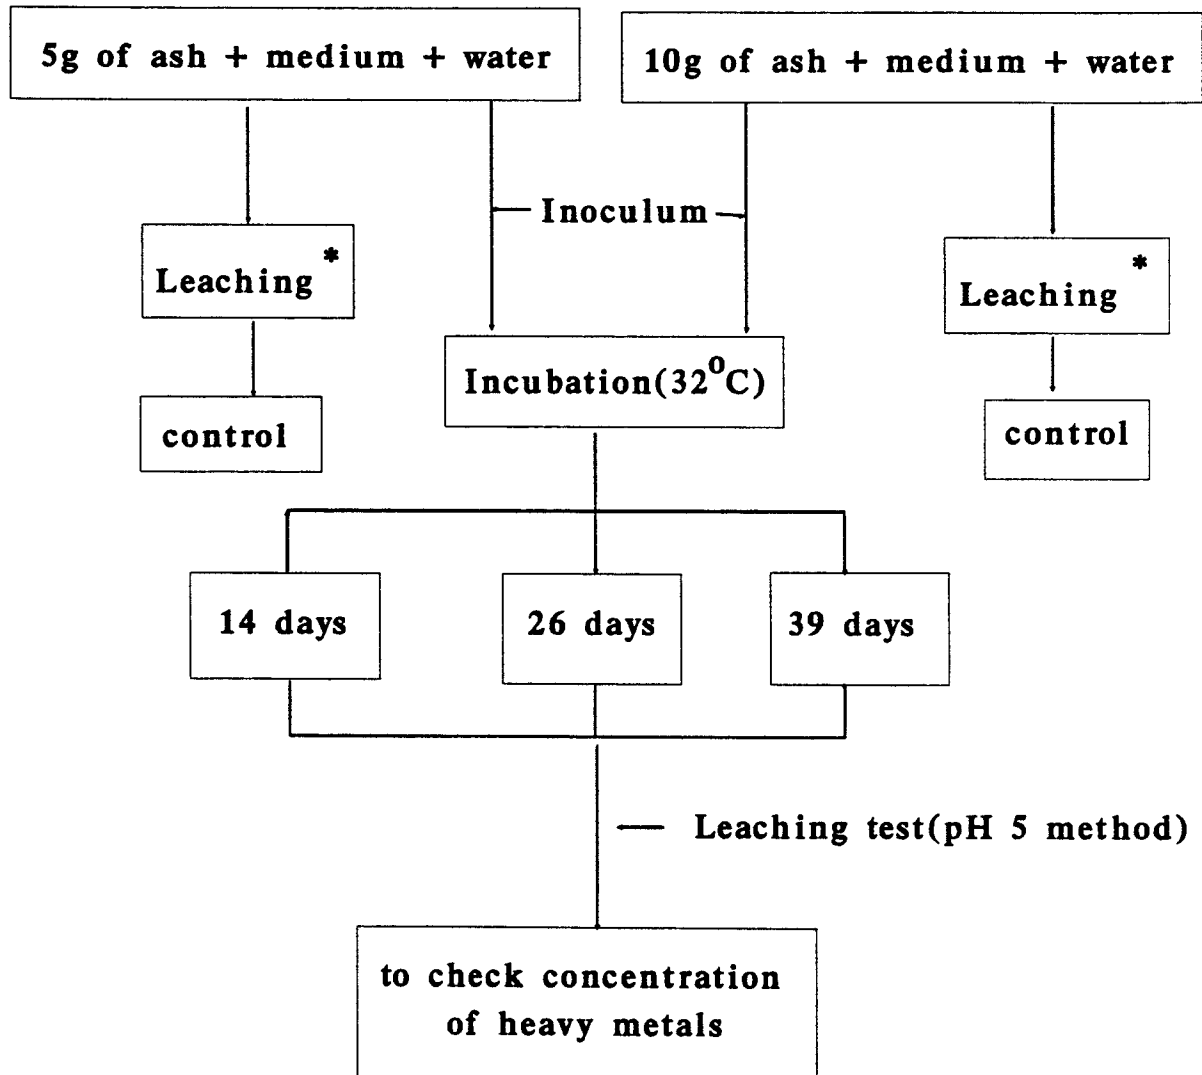 5g of ash + medium + water
10g of ash + medium + water
Inoculum
Leaching *
Leaching *
Incubation(32°C)
control
control
14 days
26 days
39 days
Leaching test(pH 5 method)
to check concentration
of heavy metals